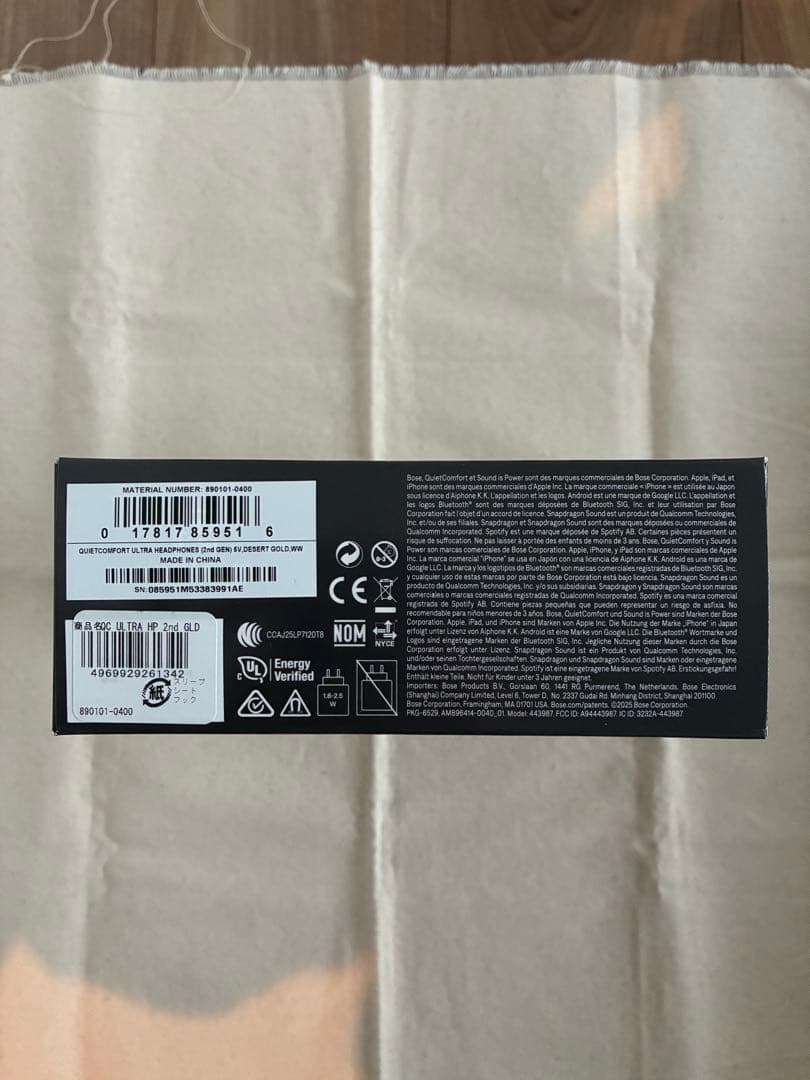 MATERIAL NUMBER: 890101-0400
0 17817 85951 6
QUIETCOMFORT ULTRA HEADPHONES (2nd GEN) 5V,DESERT GOLD,WW
MADE IN CHINA
SN:085951M53383991AE
商品名QC ULTRA HP 2nd GLD
4969929261342
紙
スリーブ
シート
フック
890101-0400
CE
CCAJ25LP7120T8
NOM
NYCE
c UL
Energy
Verified
1.8-2.5
W
Bose, QuietComfort et Sound is Power sont des marques commerciales de Bose Corporation. Apple, iPad, et
iPhone sont des marques commerciales d'Apple Inc. La marque commerciale « iPhone » est utilisée au Japon
sous licence d'Aiphone K.K. L'appellation et les logos. Android est une marque de Google LLC. L'appellation et
les logos Bluetooth® sont des marques déposées de Bluetooth SIG, Inc. et leur utilisation par Bose
Corporation fait l'objet d'un accord de licence. Snapdragon Sound est un produit de Qualcomm Technologies,
Inc. et/ou de ses filiales. Snapdragon et Snapdragon Sound sont des marques déposées ou commerciales de
Qualcomm Incorporated. Spotify est une marque déposée de Spotify AB. Certaines pièces présentent un
risque de suffocation. Ne pas laisser à portée des enfants de moins de 3 ans. Bose, QuietComfort y Sound is
Power son marcas comerciales de Bose Corporation. Apple, iPhone, y iPad son marcas comerciales de Apple
Inc. La marca comercial "iPhone" se usa en Japón con una licencia de Aiphone K.K. Android es una marca de
Google LLC. La marca y los logotipos de Bluetooth® son marcas comerciales registradas de Bluetooth SIG, Inc.
y cualquier uso de estas marcas por parte de Bose Corporation está bajo licencia. Snapdragon Sound es un
producto de Qualcomm Technologies, Inc. y/o sus subsidiarias. Snapdragon y Snapdragon Sound son marcas
comerciales o marcas comerciales registradas de Qualcomm Incorporated. Spotify es una marca comercial
registrada de Spotify AB. Contiene piezas pequeñas que pueden representar un riesgo de asfixia. No
recomendable para niños menores de 3 años. Bose, QuietComfort und Sound is Power sind Marken der Bose
Corporation. Apple, iPad, und iPhone sind Marken von Apple Inc. Die Nutzung der Marke „iPhone" in Japan
erfolgt unter Lizenz von Aiphone K.K. Android ist eine Marke von Google LLC. Die Bluetooth® Wortmarke und
Logos sind eingetragene Marken der Bluetooth SIG, Inc. Jegliche Nutzung dieser Marken durch die Bose
Corporation erfolgt unter Lizenz. Snapdragon Sound ist ein Produkt von Qualcomm Technologies, Inc.
und/oder seinen Tochtergesellschaften. Snapdragon und Snapdragon Sound sind Marken oder eingetragene
Marken von Qualcomm Incorporated. Spotify ist eine eingetragene Marke von Spotify AB. Erstickungsgefahr!
Enthält kleine Teile. Nicht für Kinder unter 3 Jahren geeignet.
Importers: Bose Products B.V., Gorslaan 60, 1441 RG Purmerend, The Netherlands. Bose Electronics
(Shanghai) Company Limited, Level 6, Tower D, No. 2337 Gudai Rd. Minhang District, Shanghai 201100.
Bose Corporation, Framingham, MA 01701 USA. Bose.com/patents. ©2025 Bose Corporation.
PKG-6529, AM896414-0040_01. Model: 443987. FCC ID: A94443987. IC ID: 3232A-443987.